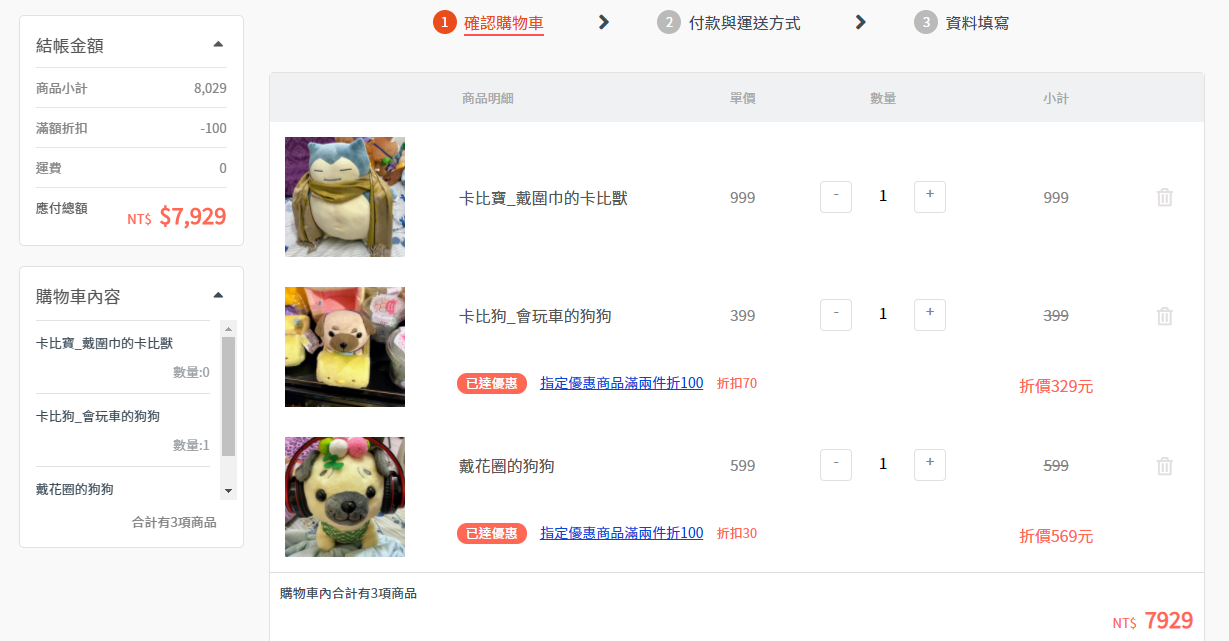 1 確認購物車
2 付款與運送方式
3 資料填寫
結帳金額
商品小計 8,029
滿額折扣 -100
運費 0
應付總額 NT$ $7,929
購物車內容
卡比寶_戴圍巾的卡比獸
數量:0
卡比狗_會玩車的狗狗
數量:1
戴花圈的狗狗
合計有3項商品
商品明細 單價 數量 小計
卡比寶_戴圍巾的卡比獸 999 - 1 + 999
卡比狗_會玩車的狗狗 399 - 1 + 399
已達優惠 指定優惠商品滿兩件折100 折扣70 折價329元
戴花圈的狗狗 599 - 1 + 599
已達優惠 指定優惠商品滿兩件折100 折扣30 折價569元
購物車內合計有3項商品
NT$ 7929